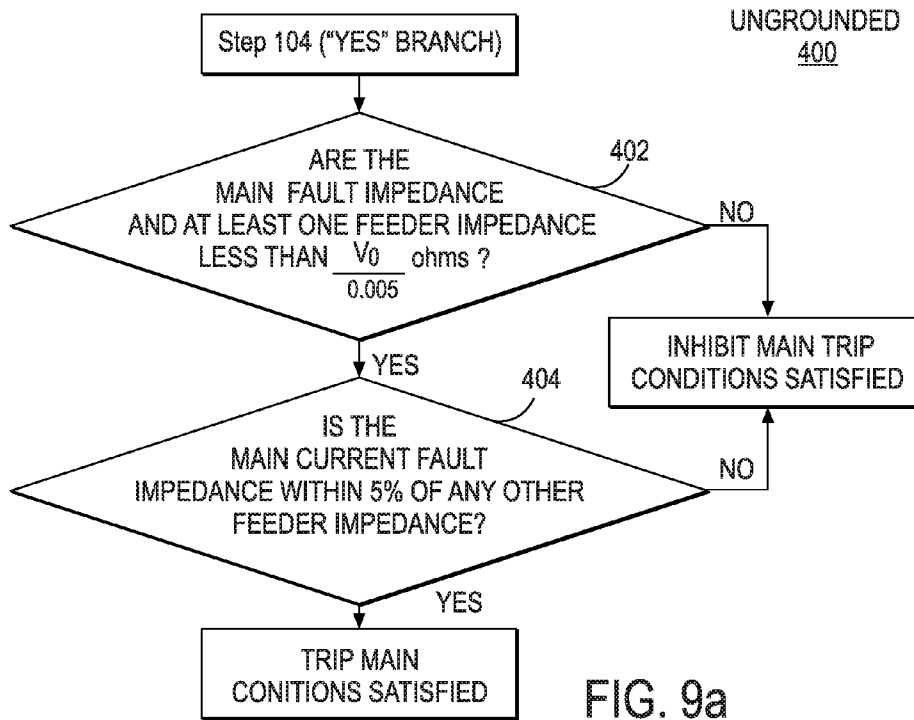 Step 104 ("YES" BRANCH)
UNGROUNDED
400
ARE THE
MAIN FAULT IMPEDANCE
AND AT LEAST ONE FEEDER IMPEDANCE
LESS THAN V0/0.005 ohms ?
402
NO
YES
INHIBIT MAIN TRIP
CONDITIONS SATISFIED
404
IS THE
MAIN CURRENT FAULT
IMPEDANCE WITHIN 5% OF ANY OTHER
FEEDER IMPEDANCE?
NO
YES
TRIP MAIN
CONITIONS SATISFIED
FIG. 9a